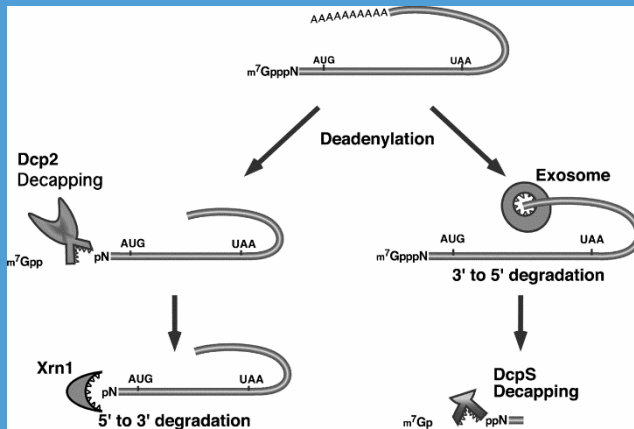 AAAAAAAAAA
m7GpppN AUG UAA
Deadenylation
Dcp2
Decapping
m7Gpp pN AUG UAA
Exosome
m7GpppN AUG UAA
3' to 5' degradation
Xrn1
pN AUG UAA
5' to 3' degradation
DcpS
Decapping
m7Gp ppN